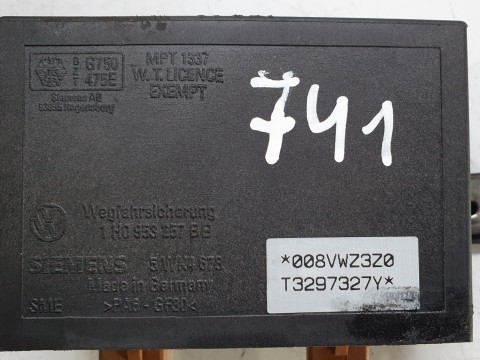 B Z T G750 475E
Siemens AG
93055 Regensburg
MPT 1337
W.T. LICENCE
EXEMPT
741
Wegfahrsicherung
1H0 953 257 B
SIEMENS 5WK4 673
Made in Germany
SME >PA6-GF30<
*008VWZ3Z0
T3297327Y*